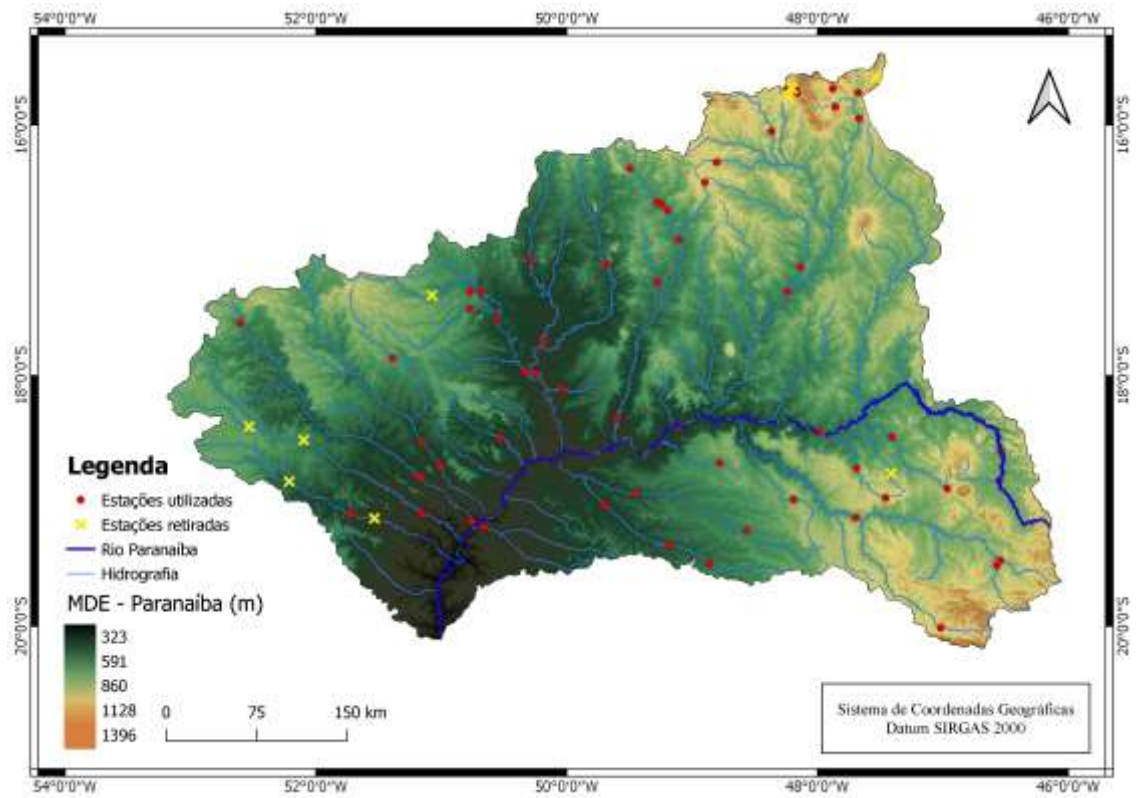 54°0'0"W 52°0'0"W 50°0'0"W 48°0'0"W 46°0'0"W
16°0'0"S 16°0'0"S
18°0'0"S 18°0'0"S
Legenda
Estações utilizadas
Estações retiradas
Rio Paranaíba
Hidrografia
MDE - Paranaíba (m)
323
591
860
1128
1396
0 75 150 km
20°0'0"S 20°0'0"S
Sistema de Coordenadas Geográficas
Datum SIRGAS 2000
54°0'0"W 52°0'0"W 50°0'0"W 48°0'0"W 46°0'0"W